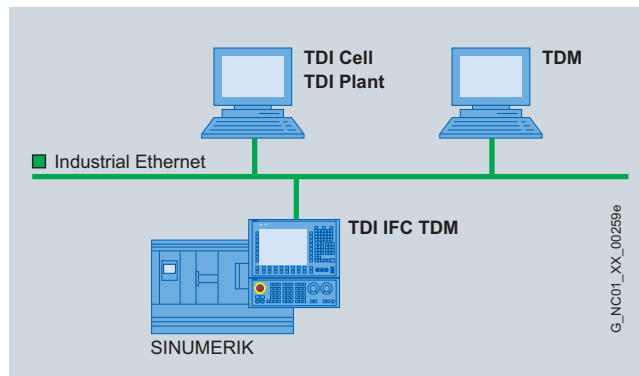 TDI Cell
TDI Plant
TDM
Industrial Ethernet
TDI IFC TDM
SINUMERIK
G_NC01_XX_00259e